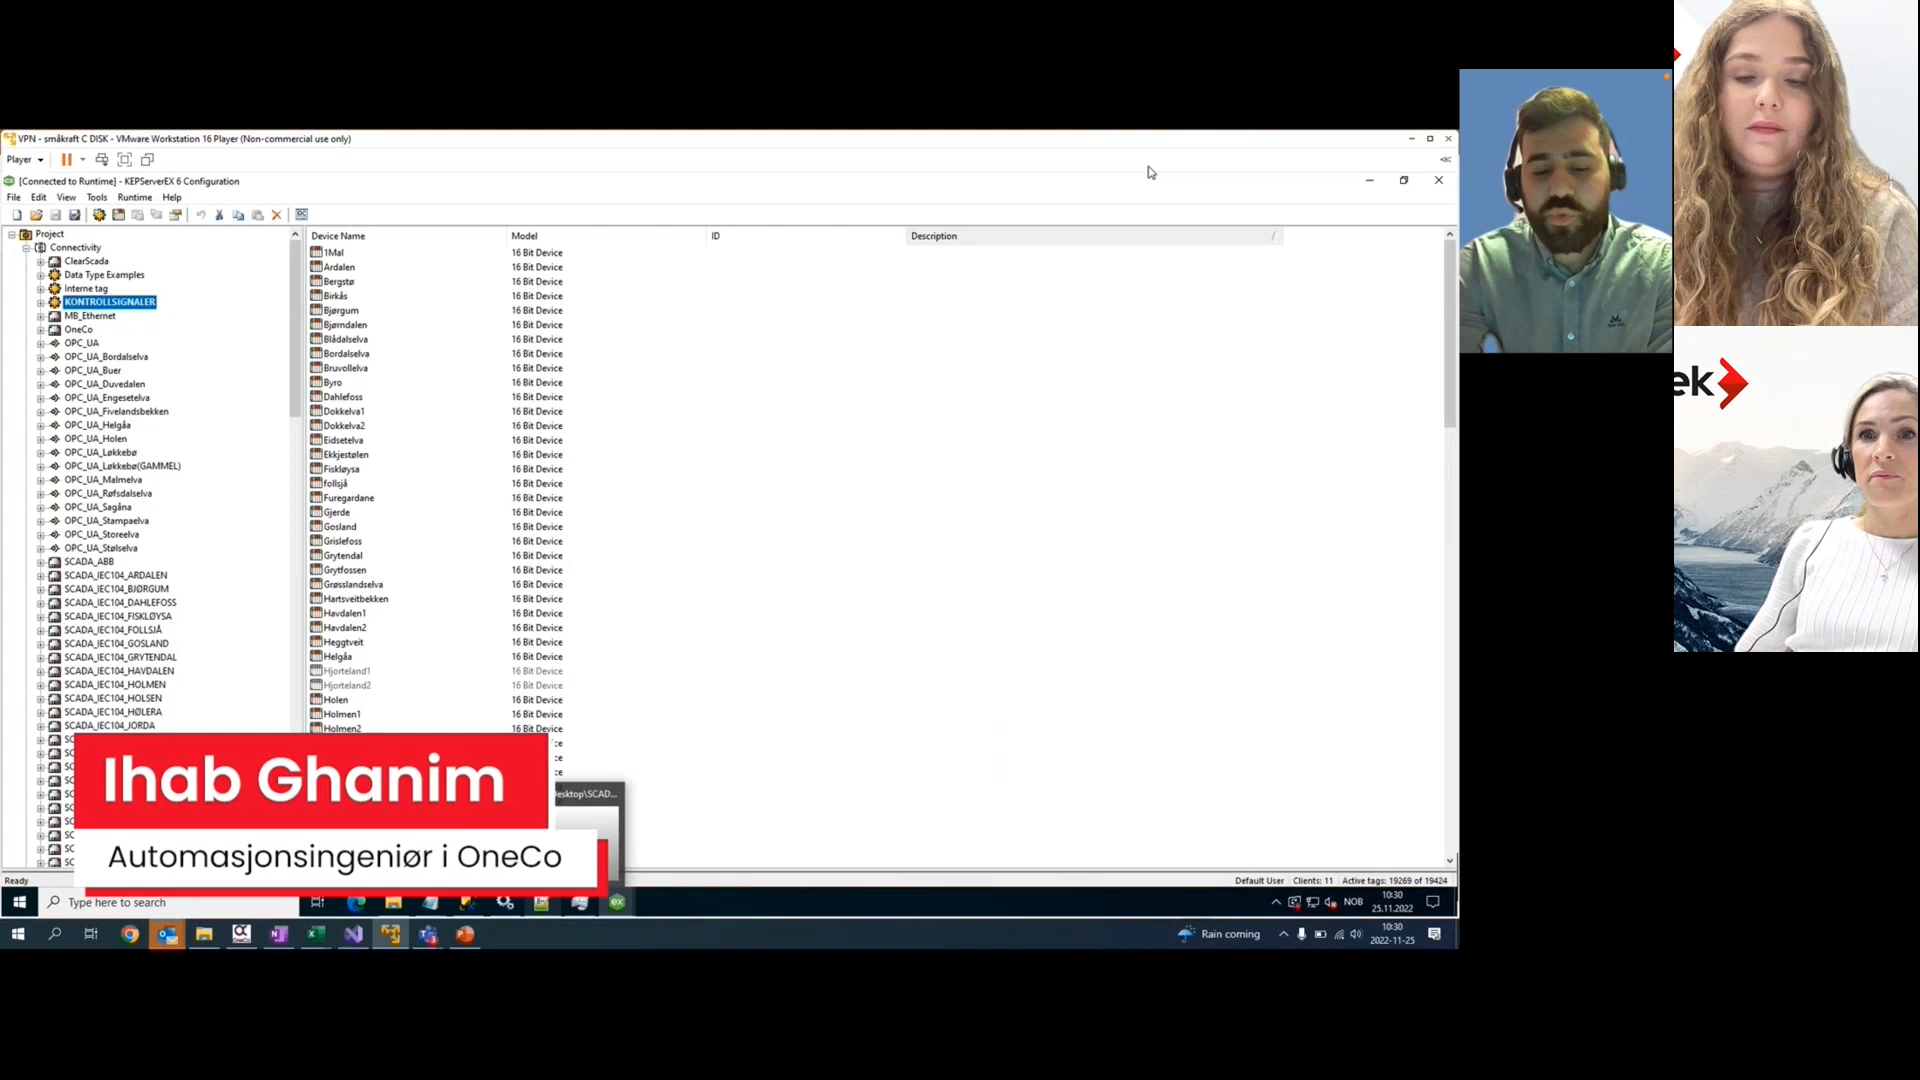 VPN - småkraft C DISK - VMware Workstation 16 Player (Non-commercial use only)
Player
[Connected to Runtime] - KEPServerEX 6 Configuration
File Edit View Tools Runtime Help
Project
Connectivity
ClearScada
Data Type Examples
Interne tag
KONTROLLSIGNALER
MB_Ethernet
OneCo
OPC_UA
OPC_UA_Bordalselva
OPC_UA_Buer
OPC_UA_Duvedalen
OPC_UA_Engesetelva
OPC_UA_Fivelandsbekken
OPC_UA_Helgåa
OPC_UA_Holen
OPC_UA_Løkkebø
OPC_UA_Løkkebø(GAMMEL)
OPC_UA_Malmelva
OPC_UA_Røfsdalselva
OPC_UA_Sagåna
OPC_UA_Stampaelva
OPC_UA_Storeelva
OPC_UA_Stølselva
SCADA_ABB
SCADA_IEC104_ARDALEN
SCADA_IEC104_BJØRGUM
SCADA_IEC104_DAHLEFOSS
SCADA_IEC104_FISKLØYSA
SCADA_IEC104_FOLLSJÅ
SCADA_IEC104_GOSLAND
SCADA_IEC104_GRYTENDAL
SCADA_IEC104_HAVDALEN
SCADA_IEC104_HOLMEN
SCADA_IEC104_HOLSEN
SCADA_IEC104_HØLERA
SCADA_IEC104_JORDA
Device Name Model ID Description
1Mal 16 Bit Device
Ardalen 16 Bit Device
Bergstø 16 Bit Device
Birkås 16 Bit Device
Bjørgum 16 Bit Device
Bjørndalen 16 Bit Device
Blådalselva 16 Bit Device
Bordalselva 16 Bit Device
Bruvollelva 16 Bit Device
Byro 16 Bit Device
Dahlefoss 16 Bit Device
Dokkelva1 16 Bit Device
Dokkelva2 16 Bit Device
Eidsetelva 16 Bit Device
Ekkjestølen 16 Bit Device
Fiskløysa 16 Bit Device
follsjå 16 Bit Device
Furegardane 16 Bit Device
Gjerde 16 Bit Device
Gosland 16 Bit Device
Grislefoss 16 Bit Device
Grytendal 16 Bit Device
Grytfossen 16 Bit Device
Grøsslandselva 16 Bit Device
Hartsveitbekken 16 Bit Device
Havdalen1 16 Bit Device
Havdalen2 16 Bit Device
Heggtveit 16 Bit Device
Helgåa 16 Bit Device
Hjorteland1 16 Bit Device
Hjorteland2 16 Bit Device
Holen 16 Bit Device
Holmen1 16 Bit Device
Holmen2 16 Bit Device
Desktop\SCAD...
Ihab Ghanim
Automasjonsingeniør i OneCo
Ready
Default User Clients: 11 Active tags: 19269 of 19424
Type here to search
NOB
10:30
25.11.2022
Rain coming
10:30
2022-11-25
ek